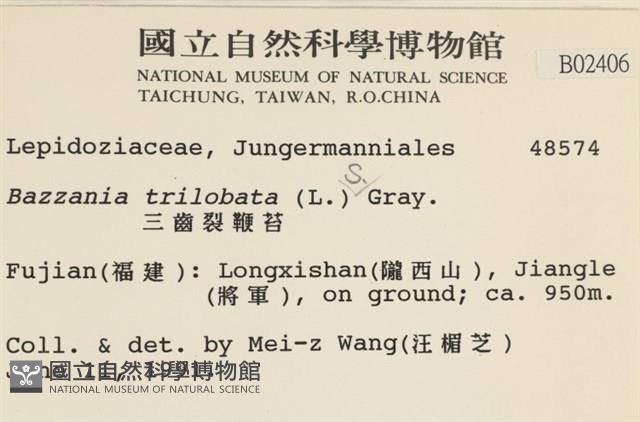 國立自然科學博物館
NATIONAL MUSEUM OF NATURAL SCIENCE
TAICHUNG, TAIWAN, R.O.CHINA
B02406
Lepidoziaceae, Jungermanniales 48574
Bazzania trilobata (L.) S. Gray.
三齒裂鞭苔
Fujian(福建): Longxishan(隴西山), Jiangle
(將軍), on ground; ca. 950m.
Coll. & det. by Mei-z Wang(汪楣芝)
June 11, 1991.
國立自然科學博物館
NATIONAL MUSEUM OF NATURAL SCIENCE